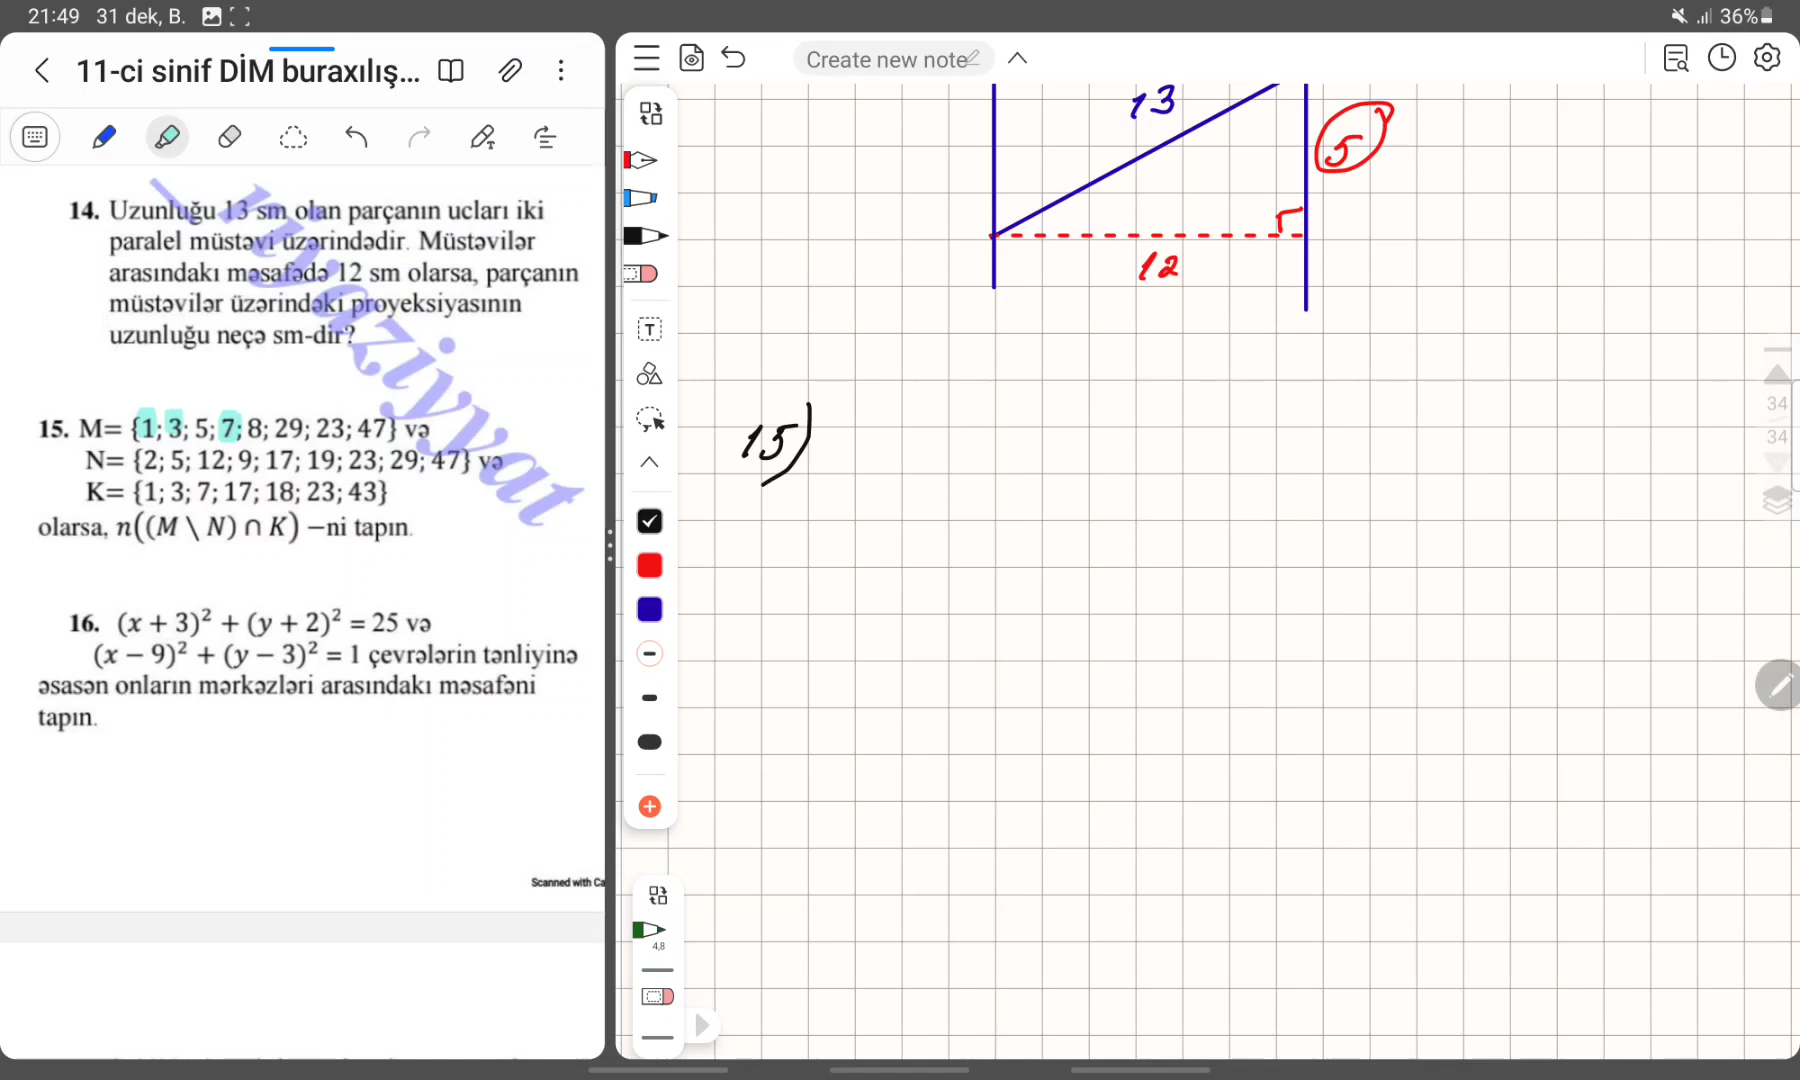 21:49 31 dek, B.
36%
11-ci sinif DİM buraxılış...
Create new note
14. Uzunluğu 13 sm olan parçanın ucları iki
paralel müstəvi üzərindədir. Müstəvilər
arasındakı məsafədə 12 sm olarsa, parçanın
müstəvilər üzərindəki proyeksiyasının
uzunluğu neçə sm-dir?
15. M= {1; 3; 5; 7; 8; 29; 23; 47} və
N= {2; 5; 12; 9; 17; 19; 23; 29; 47} və
K= {1; 3; 7; 17; 18; 23; 43}
olarsa, n((M \ N) ∩ K) –ni tapın.
16. (x + 3)² + (y + 2)² = 25 və
(x − 9)² + (y − 3)² = 1 çevrələrin tənliyinə
əsasən onların mərkəzləri arasındakı məsafəni
tapın.
Scanned with Ca
_riyaziyyat
13
5
12
15)
T
34
34
4,8